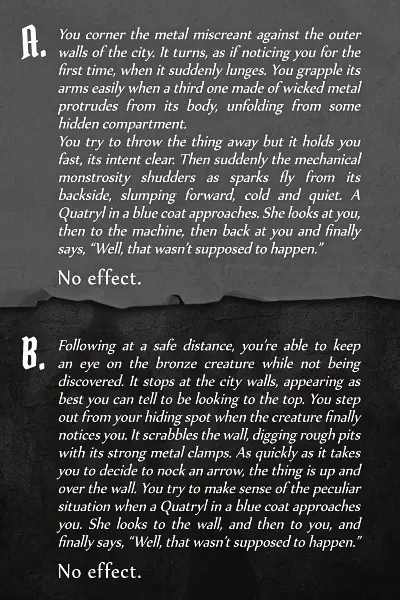 A. You corner the metal miscreant against the outer
walls of the city. It turns, as if noticing you for the
first time, when it suddenly lunges. You grapple its
arms easily when a third one made of wicked metal
protrudes from its body, unfolding from some
hidden compartment.
You try to throw the thing away but it holds you
fast, its intent clear. Then suddenly the mechanical
monstrosity shudders as sparks fly from its
backside, slumping forward, cold and quiet. A
Quatryl in a blue coat approaches. She looks at you,
then to the machine, then back at you and finally
says, “Well, that wasn’t supposed to happen.”
No effect.
B. Following at a safe distance, you’re able to keep
an eye on the bronze creature while not being
discovered. It stops at the city walls, appearing as
best you can tell to be looking to the top. You step
out from your hiding spot when the creature finally
notices you. It scrabbles the wall, digging rough pits
with its strong metal clamps. As quickly as it takes
you to decide to nock an arrow, the thing is up and
over the wall. You try to make sense of the peculiar
situation when a Quatryl in a blue coat approaches
you. She looks to the wall, and then to you, and
finally says, “Well, that wasn’t supposed to happen.”
No effect.